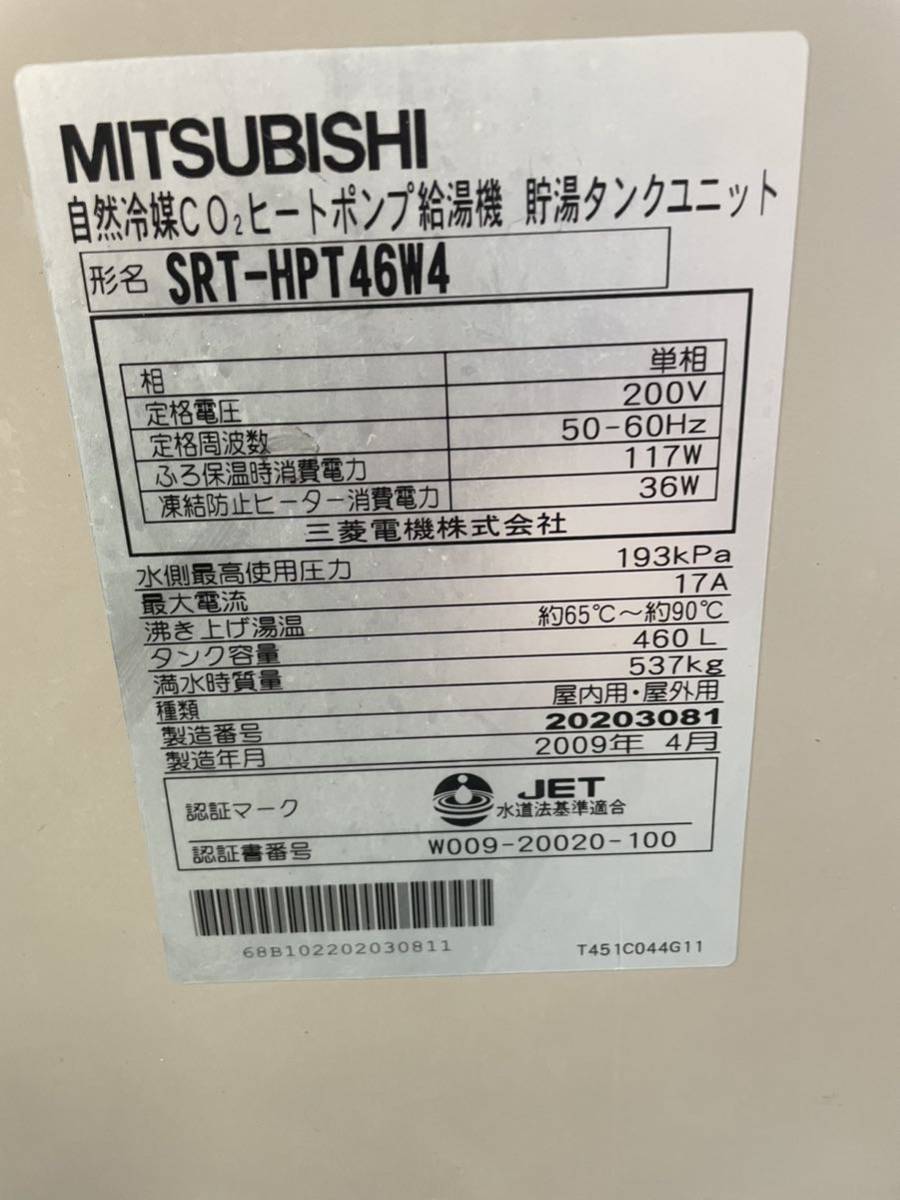 MITSUBISHI
自然冷媒CO₂ヒートポンプ給湯機 貯湯タンクユニット
形名 SRT-HPT46W4
相 単相
定格電圧 200V
定格周波数 50-60Hz
ふろ保温時消費電力 117W
凍結防止ヒーター消費電力 36W
三菱電機株式会社
水側最高使用圧力 193kPa
最大電流 17A
沸き上げ湯温 約65℃～約90℃
タンク容量 460L
満水時質量 537kg
種類 屋内用・屋外用
製造番号 20203081
製造年月 2009年 4月
認証マーク JET
水道法基準適合
認証書番号 W009-20020-100
68B102202030811 T451C044G11